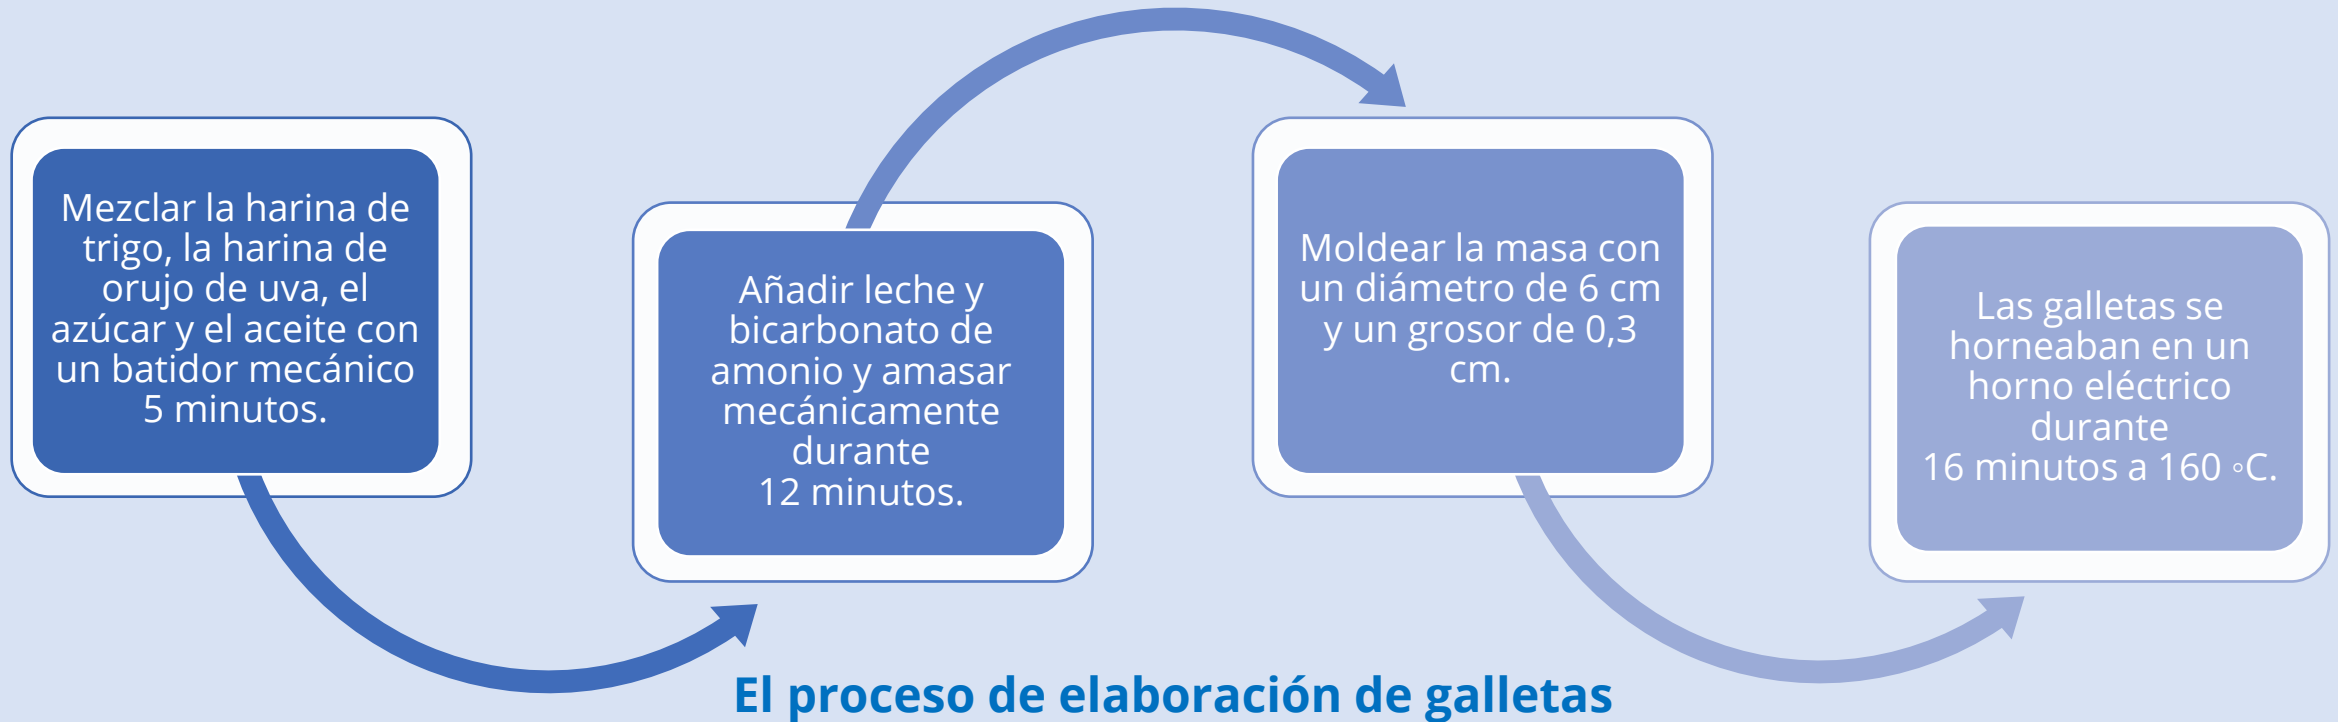 Mezclar la harina de
trigo, la harina de
orujo de uva, el
azúcar y el aceite con
un batidor mecánico
5 minutos.
Añadir leche y
bicarbonato de
amonio y amasar
mecánicamente
durante
12 minutos.
Moldear la masa con
un diámetro de 6 cm
y un grosor de 0,3
cm.
Las galletas se
horneaban en un
horno eléctrico
durante
16 minutos a 160 ◦C.
El proceso de elaboración de galletas